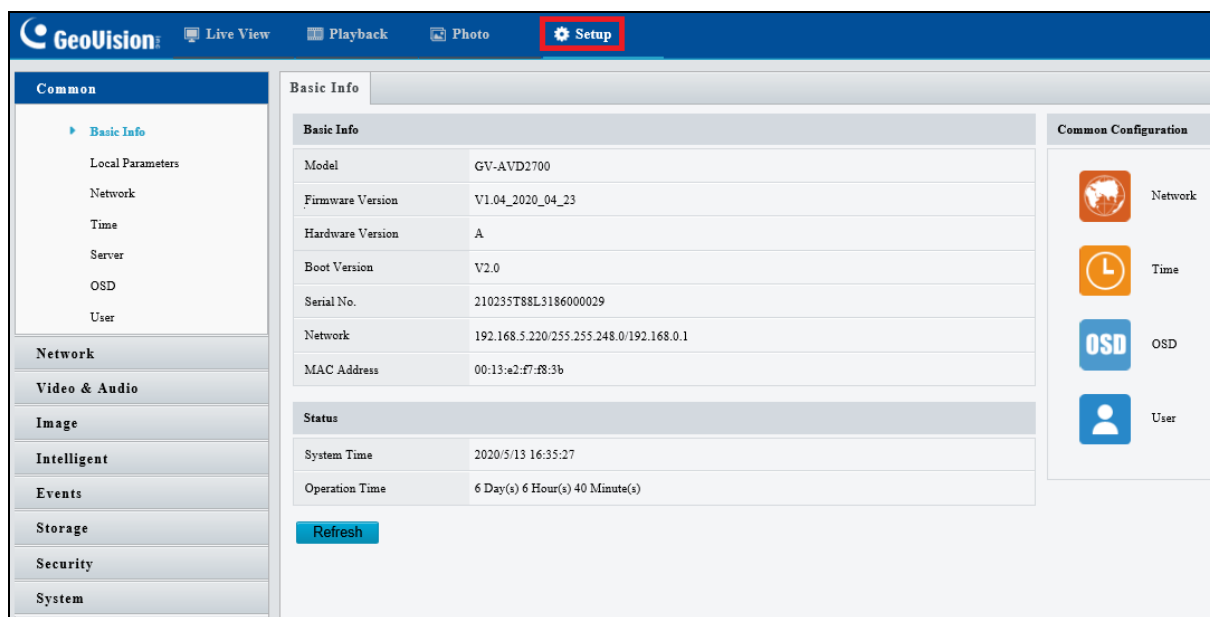 GeoVision: Live View Playback Photo Setup
Common
Basic Info
Local Parameters
Network
Time
Server
OSD
User
Network
Video & Audio
Image
Intelligent
Events
Storage
Security
System
Basic Info
Basic Info
Model GV-AVD2700
Firmware Version V1.04_2020_04_23
Hardware Version A
Boot Version V2.0
Serial No. 210235T88L3186000029
Network 192.168.5.220/255.255.248.0/192.168.0.1
MAC Address 00:13:e2:f7:f8:3b
Status
System Time 2020/5/13 16:35:27
Operation Time 6 Day(s) 6 Hour(s) 40 Minute(s)
Refresh
Common Configuration
Network
Time
OSD OSD
User